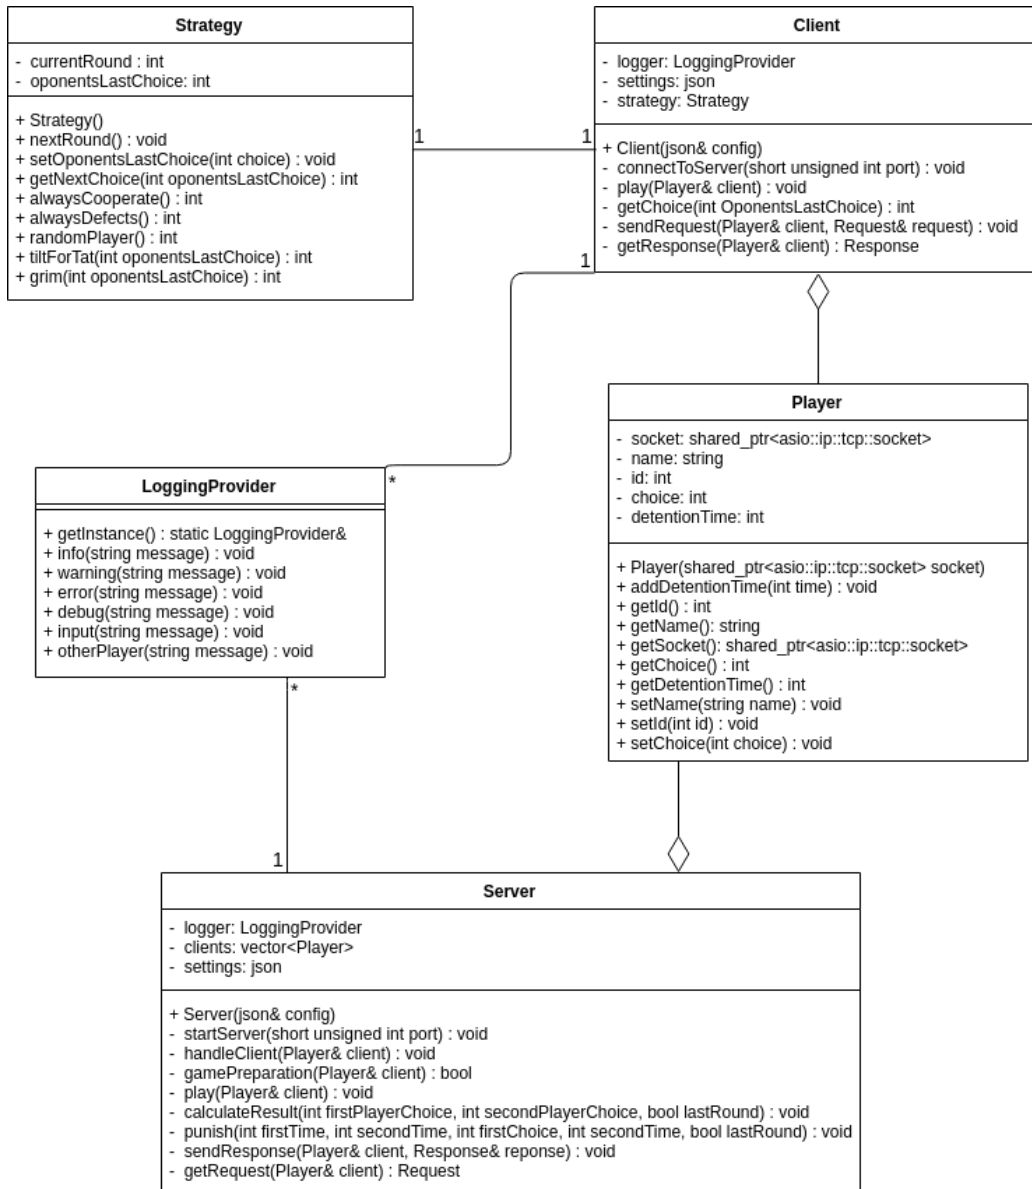 Strategy
- currentRound : int
- oponentsLastChoice: int
+ Strategy()
+ nextRound() : void
+ setOponentsLastChoice(int choice) : void
+ getNextChoice(int oponentsLastChoice) : int
+ alwaysCooperate() : int
+ alwaysDefects() : int
+ randomPlayer() : int
+ tiltForTat(int oponentsLastChoice) : int
+ grim(int oponentsLastChoice) : int
1
1
Client
- logger: LoggingProvider
- settings: json
- strategy: Strategy
+ Client(json& config)
- connectToServer(short unsigned int port) : void
- play(Player& client) : void
- getChoice(int OponentsLastChoice) : int
- sendRequest(Player& client, Request& request) : void
- getResponse(Player& client) : Response
1
*
LoggingProvider
+ getInstance() : static LoggingProvider&
+ info(string message) : void
+ warning(string message) : void
+ error(string message) : void
+ debug(string message) : void
+ input(string message) : void
+ otherPlayer(string message) : void
*
1
Player
- socket: shared_ptr<asio::ip::tcp::socket>
- name: string
- id: int
- choice: int
- detentionTime: int
+ Player(shared_ptr<asio::ip::tcp::socket> socket)
+ addDetentionTime(int time) : void
+ getId() : int
+ getName(): string
+ getSocket(): shared_ptr<asio::ip::tcp::socket>
+ getChoice() : int
+ getDetentionTime() : int
+ setName(string name) : void
+ setId(int id) : void
+ setChoice(int choice) : void
Server
- logger: LoggingProvider
- clients: vector<Player>
- settings: json
+ Server(json& config)
- startServer(short unsigned int port) : void
- handleClient(Player& client) : void
- gamePreparation(Player& client) : bool
- play(Player& client) : void
- calculateResult(int firstPlayerChoice, int secondPlayerChoice, bool lastRound) : void
- punish(int firstTime, int secondTime, int firstChoice, int secondTime, bool lastRound) : void
- sendResponse(Player& client, Response& reponse) : void
- getRequest(Player& client) : Request